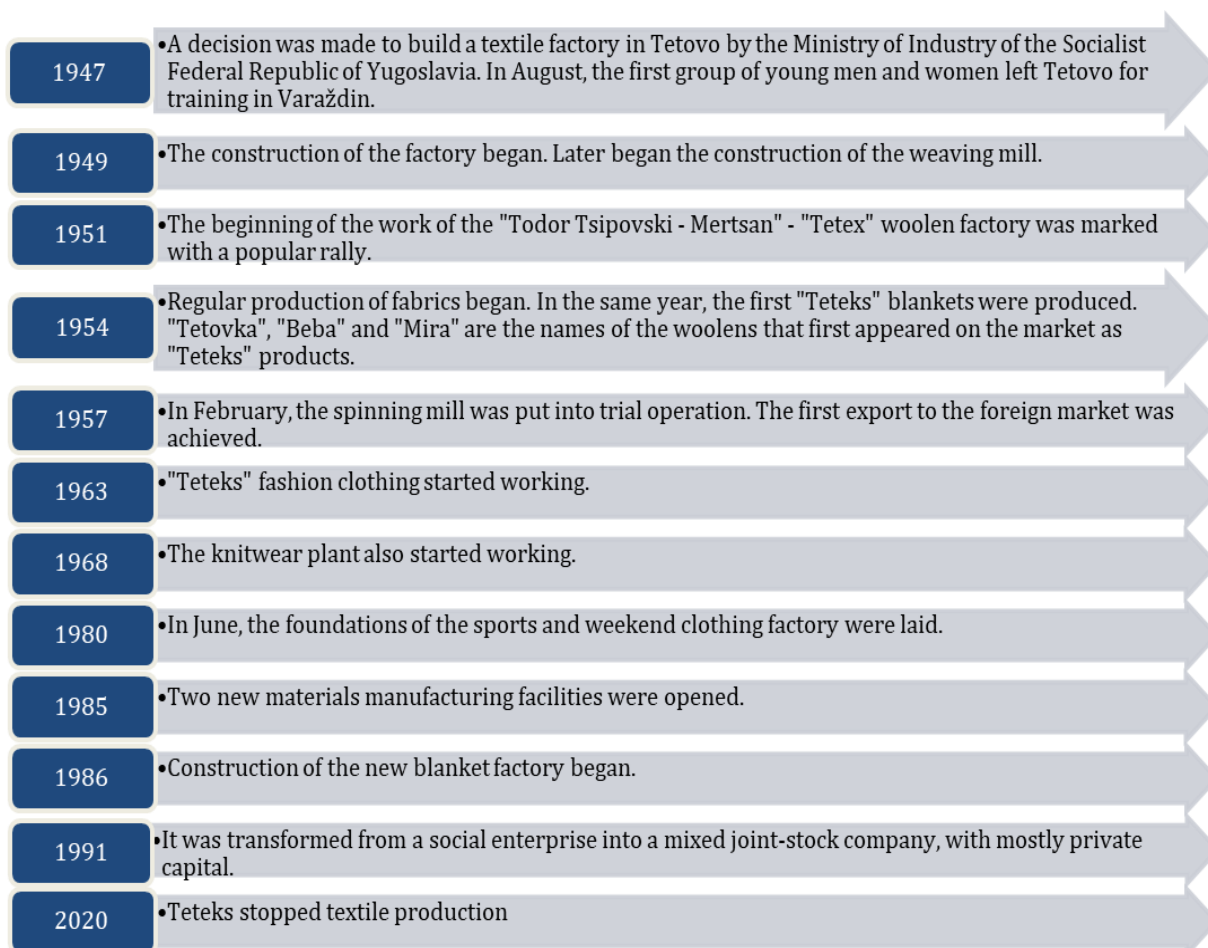 1947
•A decision was made to build a textile factory in Tetovo by the Ministry of Industry of the Socialist
Federal Republic of Yugoslavia. In August, the first group of young men and women left Tetovo for
training in Varaždin.
1949
•The construction of the factory began. Later began the construction of the weaving mill.
1951
•The beginning of the work of the "Todor Tsipovski - Mertsan" - "Tetex" woolen factory was marked
with a popular rally.
1954
•Regular production of fabrics began. In the same year, the first "Teteks" blankets were produced.
"Tetovka", "Beba" and "Mira" are the names of the woolens that first appeared on the market as
"Teteks" products.
1957
•In February, the spinning mill was put into trial operation. The first export to the foreign market was
achieved.
1963
•"Teteks" fashion clothing started working.
1968
•The knitwear plant also started working.
1980
•In June, the foundations of the sports and weekend clothing factory were laid.
1985
•Two new materials manufacturing facilities were opened.
1986
•Construction of the new blanket factory began.
1991
•It was transformed from a social enterprise into a mixed joint-stock company, with mostly private
capital.
2020
•Teteks stopped textile production